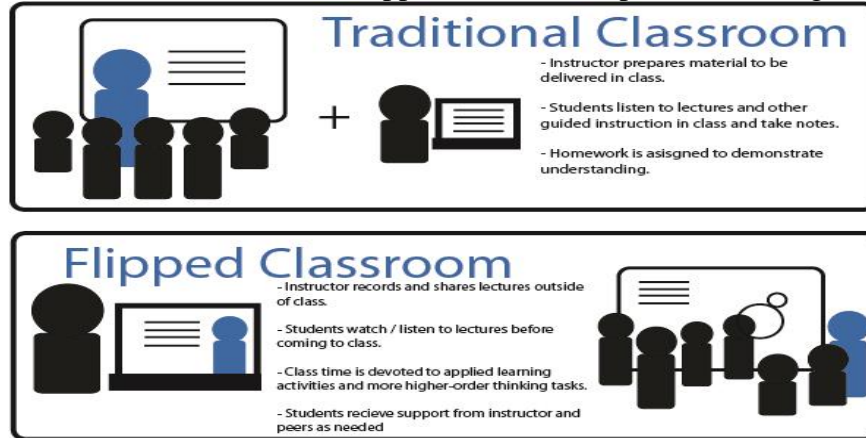 Traditional Classroom
- Instructor prepares material to be
delivered in class.
- Students listen to lectures and other
guided instruction in class and take notes.
- Homework is asisgned to demonstrate
understanding.
Flipped Classroom
- Instructor records and shares lectures outside
of class.
- Students watch / listen to lectures before
coming to class.
- Class time is devoted to applied learning
activities and more higher-order thinking tasks.
- Students recieve support from instructor and
peers as needed